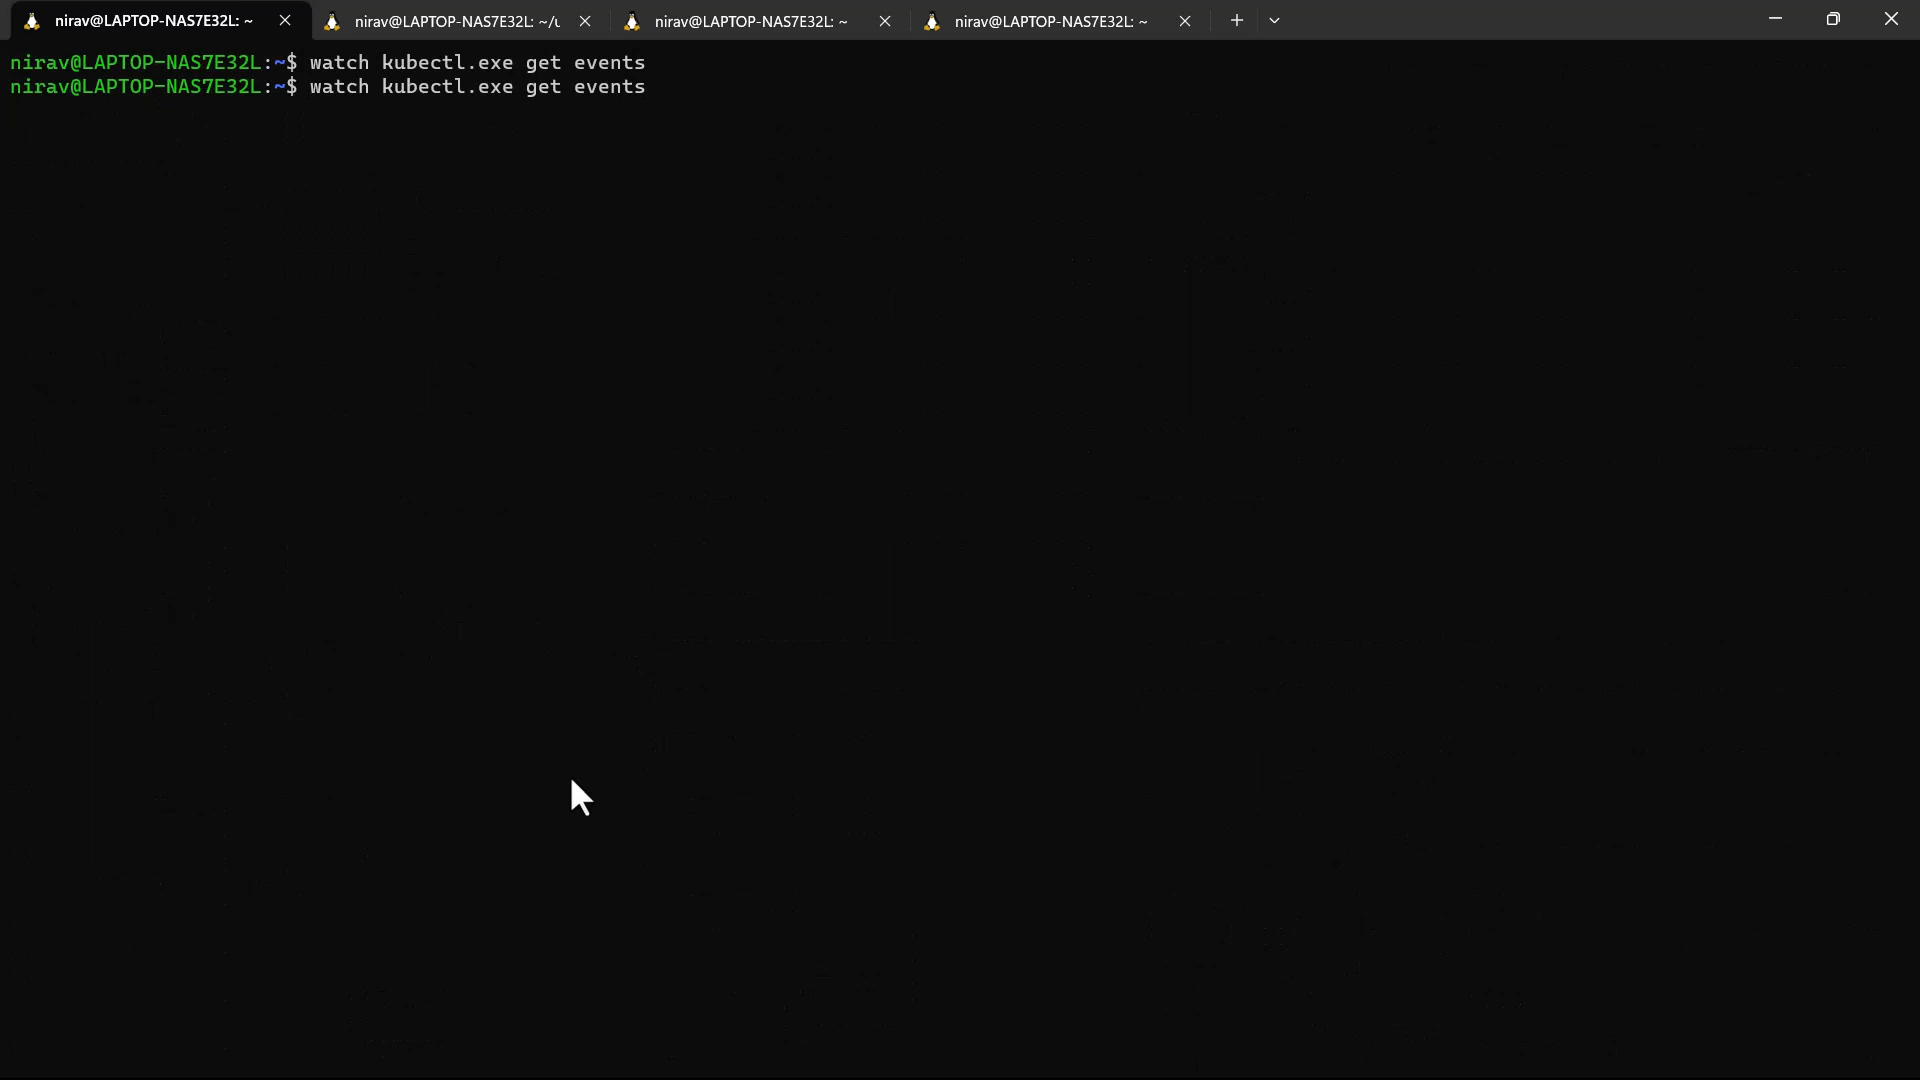 nirav@LAPTOP-NAS7E32L: ~
nirav@LAPTOP-NAS7E32L: ~/u
nirav@LAPTOP-NAS7E32L: ~
nirav@LAPTOP-NAS7E32L: ~
nirav@LAPTOP-NAS7E32L:~$ watch kubectl.exe get events
nirav@LAPTOP-NAS7E32L:~$ watch kubectl.exe get events